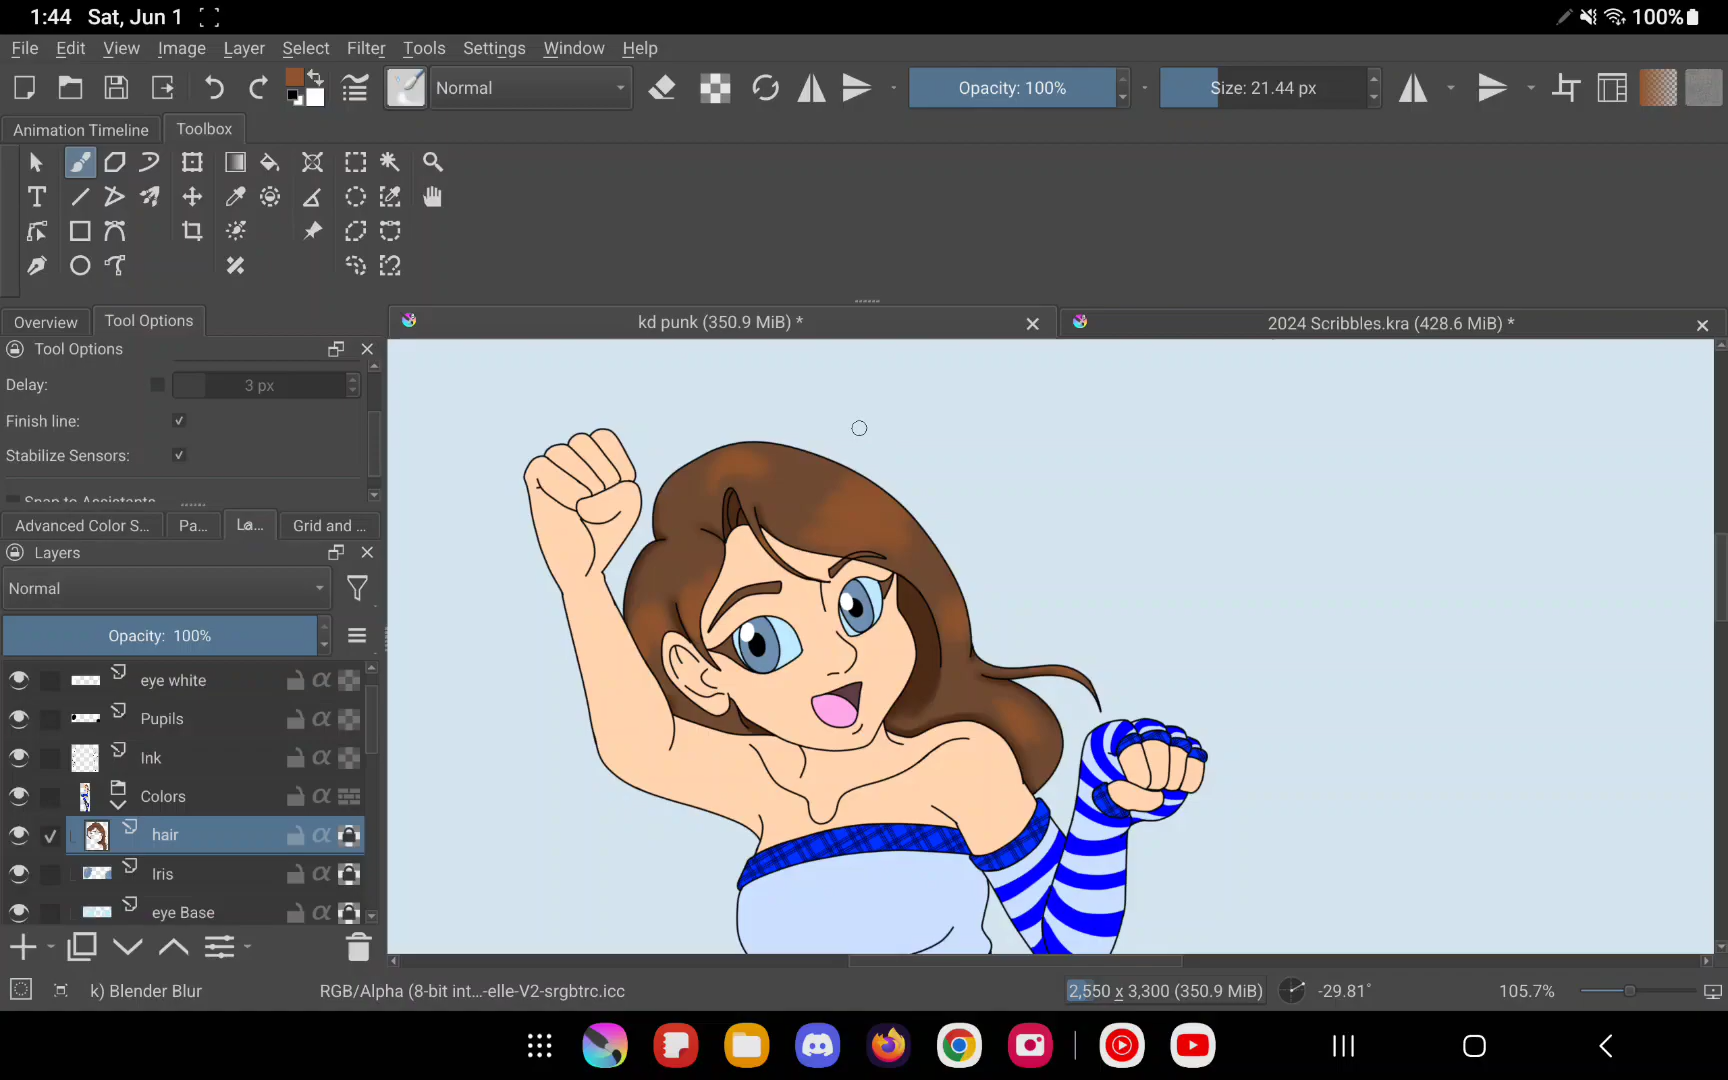 1:44 Sat, Jun 1 100%
File Edit View Image Layer Select Filter Tools Settings Window Help
Normal Opacity: 100% Size: 21.44 px
Animation Timeline Toolbox
Overview Tool Options kd punk (350.9 MiB) * 2024 Scribbles.kra (428.6 MiB) *
Tool Options
Delay: 3 px
Finish line:
Stabilize Sensors:
Snap to Assistants
Advanced Color S... Pa... La... Grid and ...
Layers
Normal
Opacity: 100%
eye white
Pupils
Ink
Colors
hair
Iris
eye Base
k) Blender Blur RGB/Alpha (8-bit int...-elle-V2-srgbtrc.icc 2,550 x 3,300 (350.9 MiB) -29.81° 105.7%